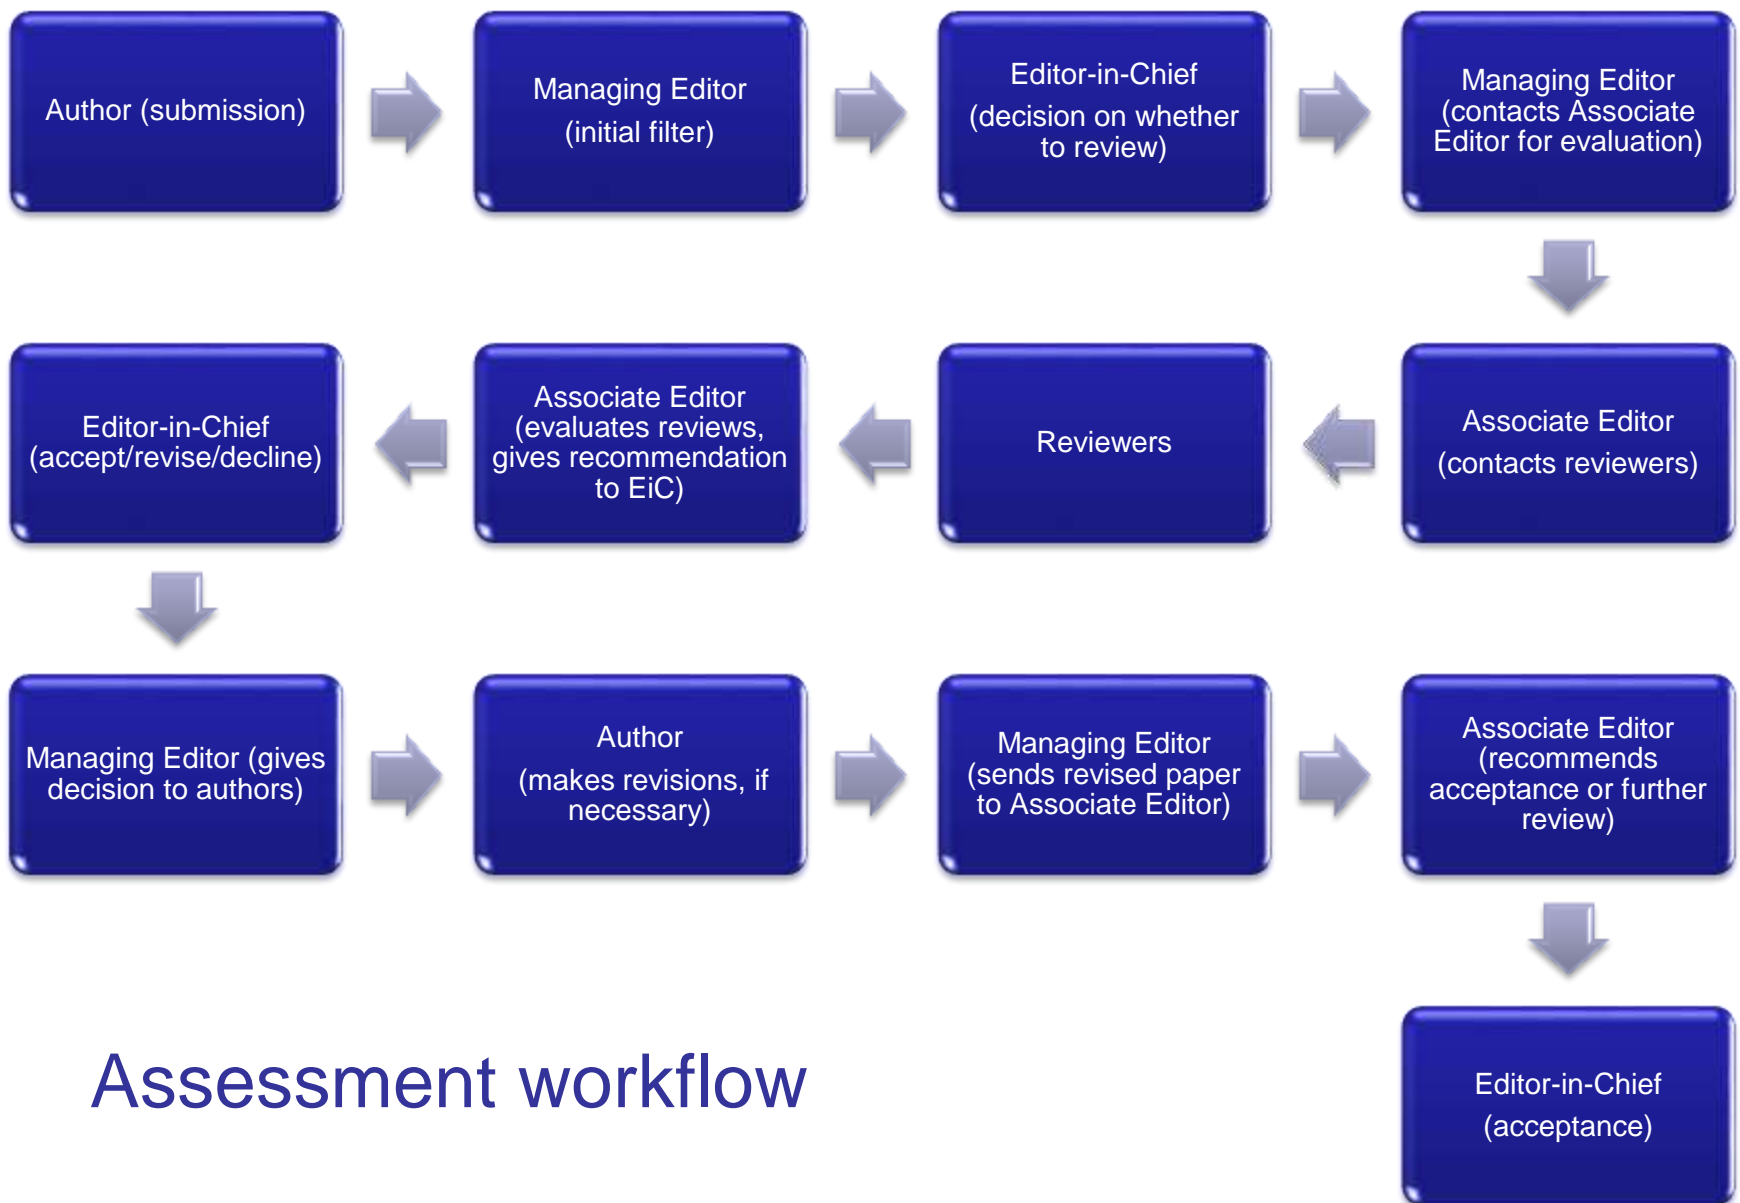 Author (submission)
Managing Editor
(initial filter)
Editor-in-Chief
(decision on whether
to review)
Managing Editor
(contacts Associate
Editor for evaluation)
Associate Editor
(contacts reviewers)
Reviewers
Associate Editor
(evaluates reviews,
gives recommendation
to EiC)
Editor-in-Chief
(accept/revise/decline)
Managing Editor (gives
decision to authors)
Author
(makes revisions, if
necessary)
Managing Editor
(sends revised paper
to Associate Editor)
Associate Editor
(recommends
acceptance or further
review)
Editor-in-Chief
(acceptance)
Assessment workflow